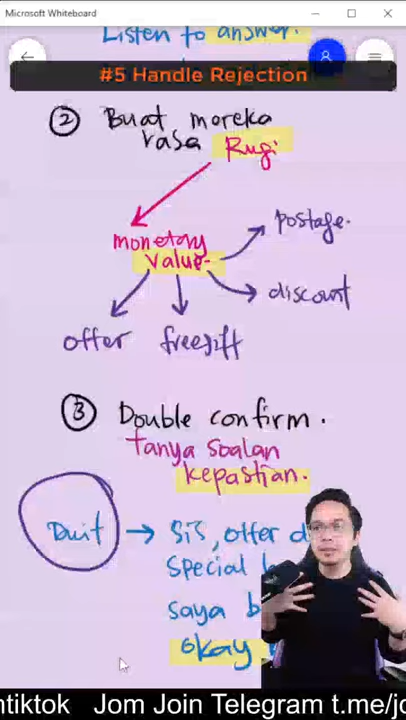 Microsoft Whiteboard
Listen to answer.
#5 Handle Rejection
2 Buat mereka
rasa Rugi
monetary
value
postage.
discount
offer freegift
3 Double confirm.
tanya soalan
kepastian.
Duit → Sis, offer d
special
saya b
okay
ntiktok Jom Join Telegram t.me/jo